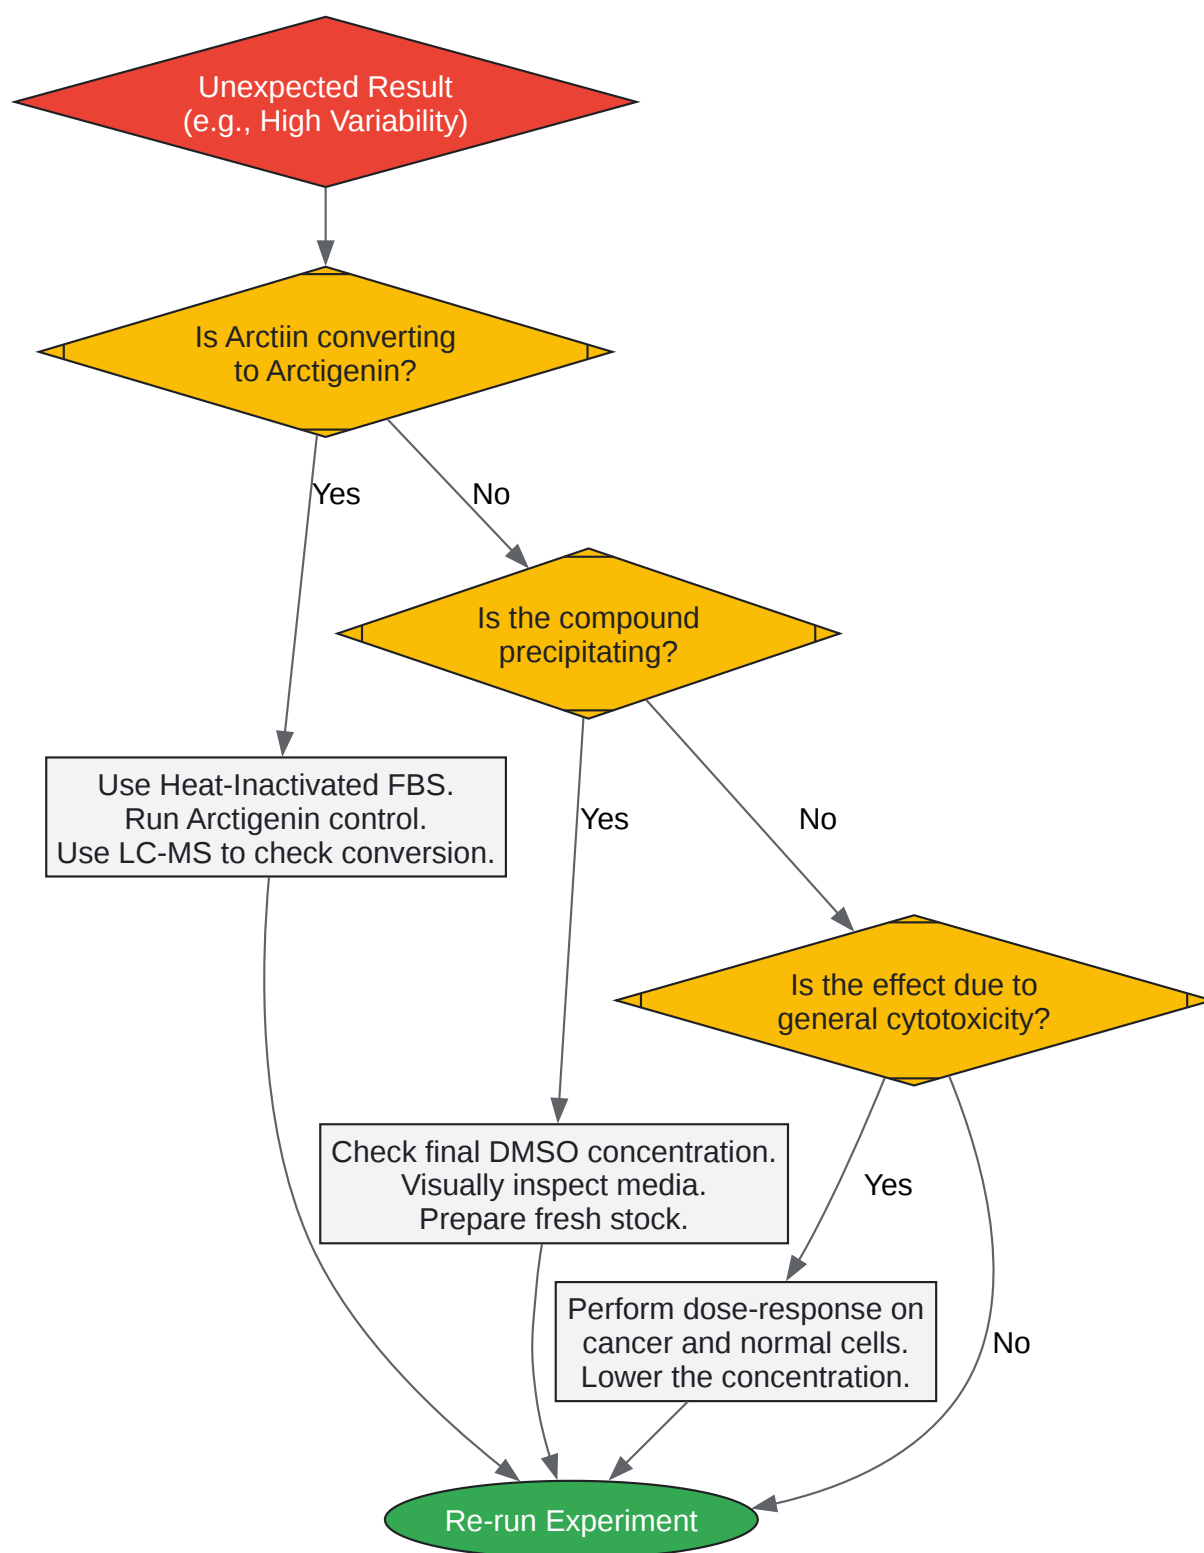 Unexpected Result
(e.g., High Variability)
Is Arctiin converting
to Arctigenin?
Yes
No
Is the compound
precipitating?
Use Heat-Inactivated FBS.
Run Arctigenin control.
Use LC-MS to check conversion.
Yes
No
Is the effect due to
general cytotoxicity?
Check final DMSO concentration.
Visually inspect media.
Prepare fresh stock.
Yes
No
Perform dose-response on
cancer and normal cells.
Lower the concentration.
Re-run Experiment